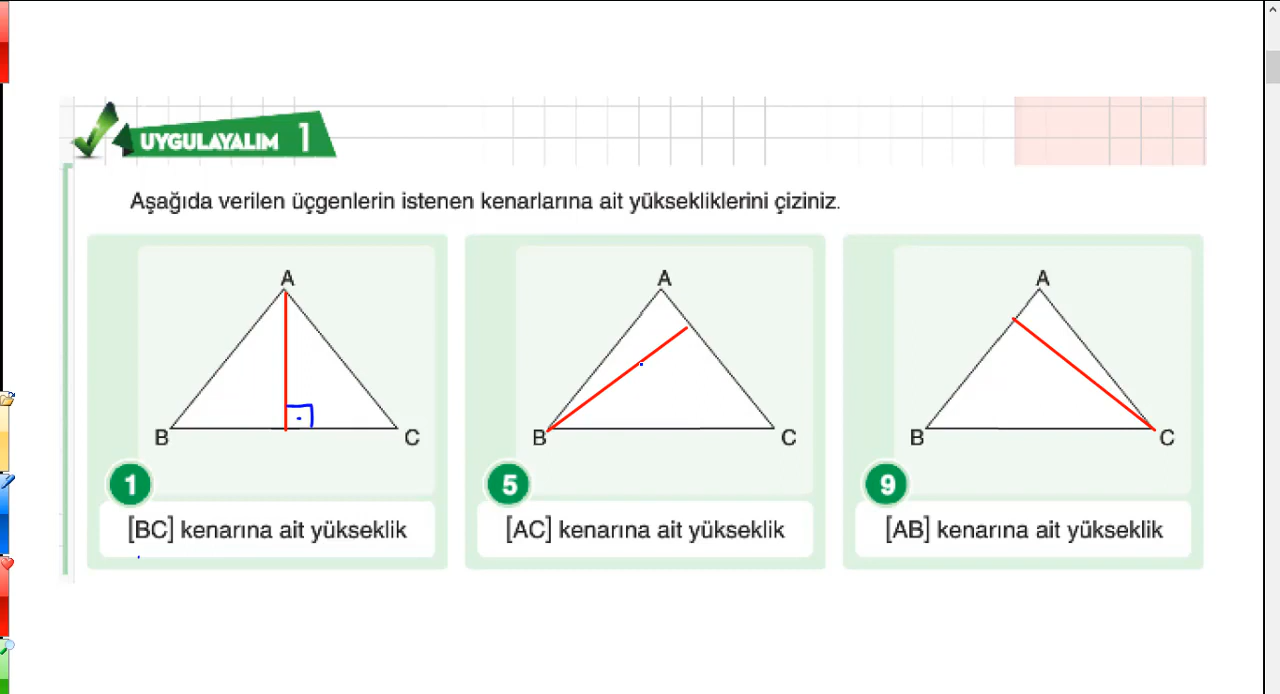 UYGULAYALIM 1
Aşağıda verilen üçgenlerin istenen kenarlarına ait yüksekliklerini çiziniz.
A
B
C
1
[BC] kenarına ait yükseklik
A
B
C
5
[AC] kenarına ait yükseklik
A
B
C
9
[AB] kenarına ait yükseklik